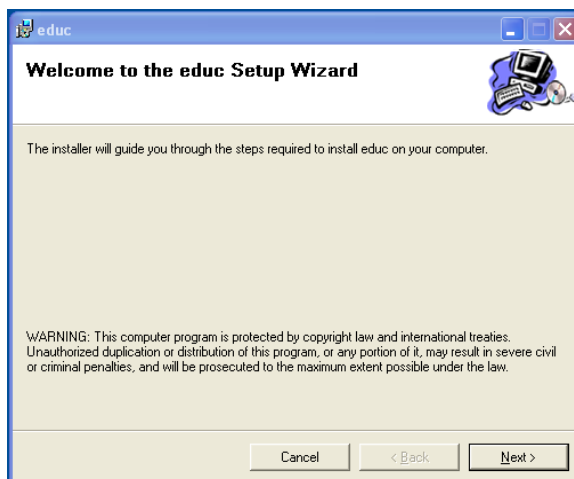 educ
Welcome to the educ Setup Wizard
The installer will guide you through the steps required to install educ on your computer.
WARNING: This computer program is protected by copyright law and international treaties.
Unauthorized duplication or distribution of this program, or any portion of it, may result in severe civil
or criminal penalties, and will be prosecuted to the maximum extent possible under the law.
Cancel
< Back
Next >